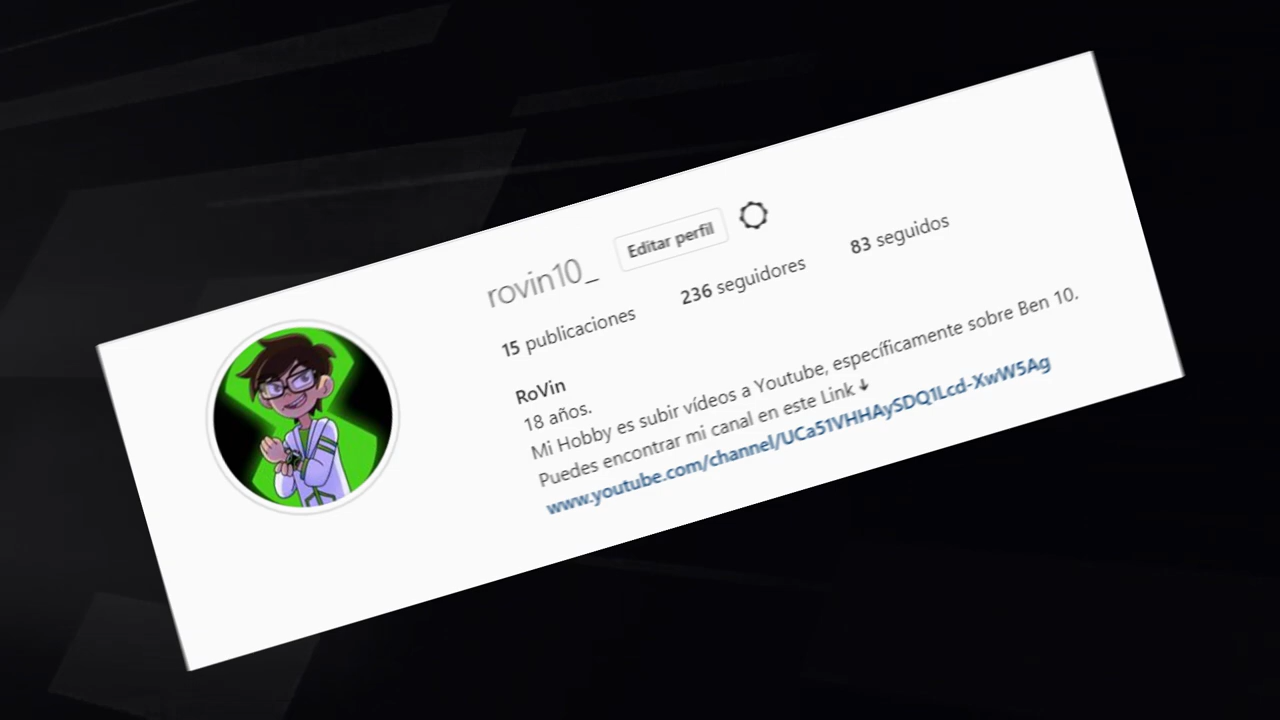 rovin10_ Editar perfil
15 publicaciones 236 seguidores 83 seguidos
RoVin
18 años.
Mi Hobby es subir vídeos a Youtube, específicamente sobre Ben 10.
Puedes encontrar mi canal en este Link ⬇
www.youtube.com/channel/UCa51VHHAySDQ1Lcd-XwW5Ag